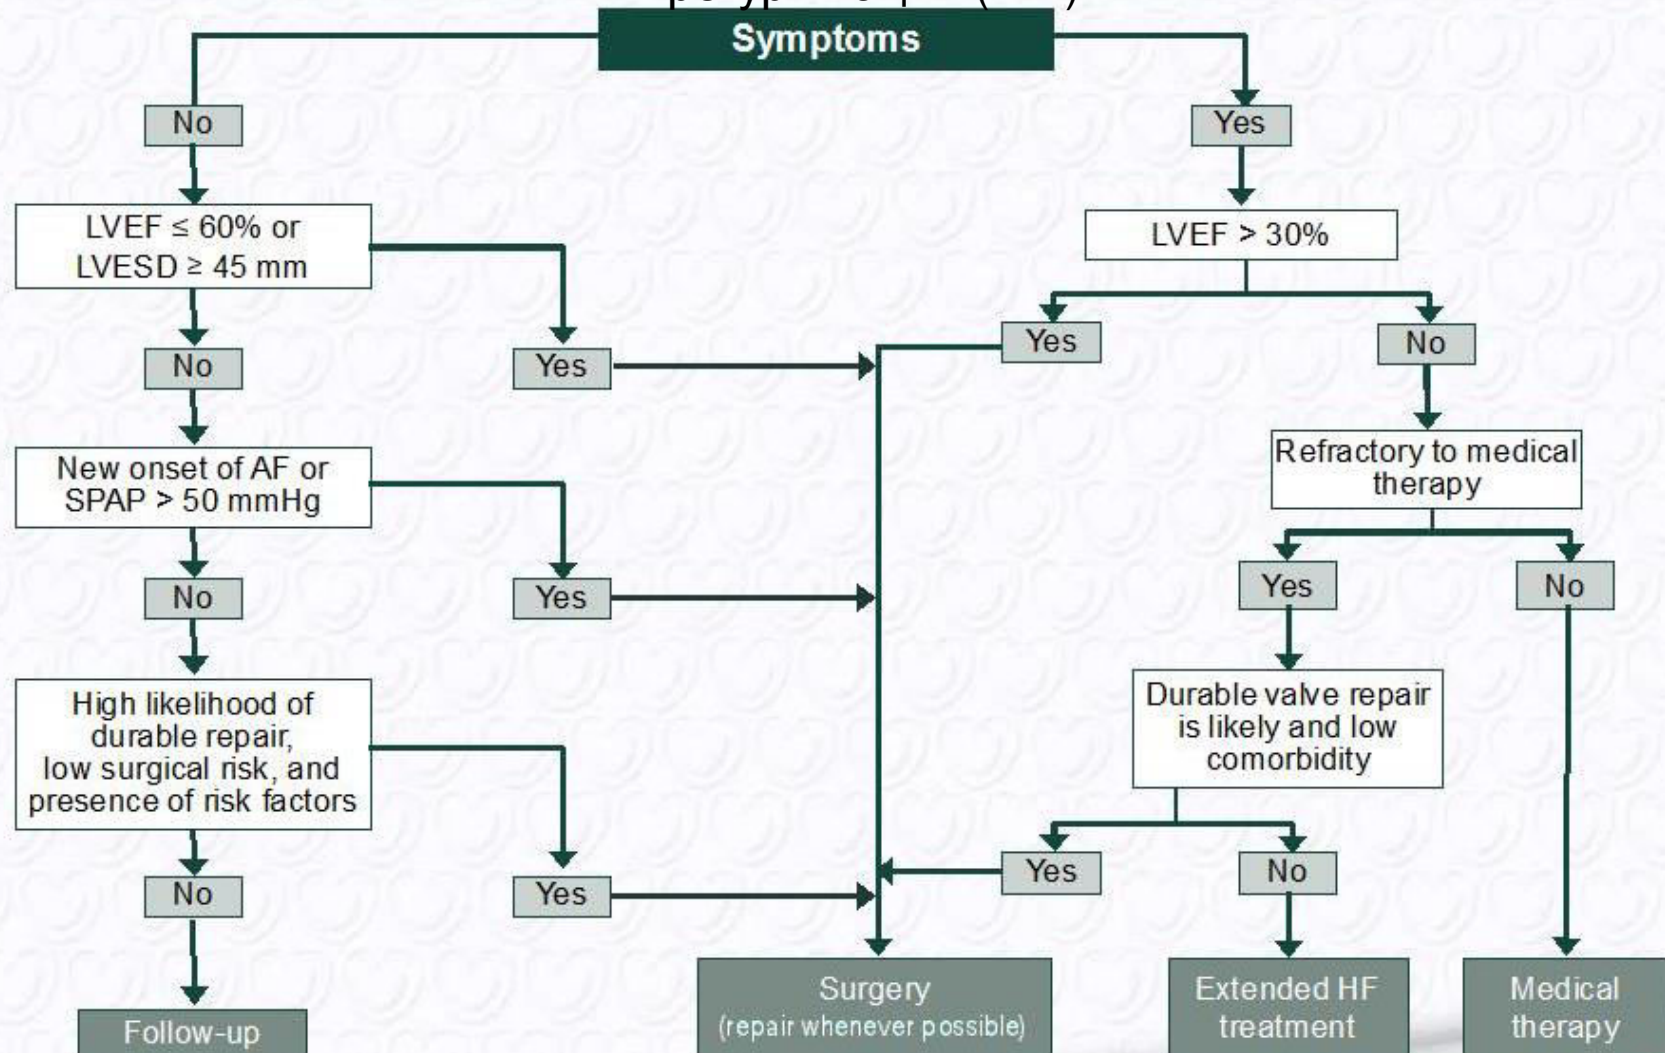 Symptoms
No
Yes
LVEF ≤ 60% or
LVESD ≥ 45 mm
LVEF > 30%
Yes
No
No
Yes
New onset of AF or
SPAP > 50 mmHg
Refractory to medical
therapy
No
Yes
Yes
No
High likelihood of
durable repair,
low surgical risk, and
presence of risk factors
Durable valve repair
is likely and low
comorbidity
No
Yes
Yes
No
Follow-up
Surgery
(repair whenever possible)
Extended HF
treatment
Medical
therapy